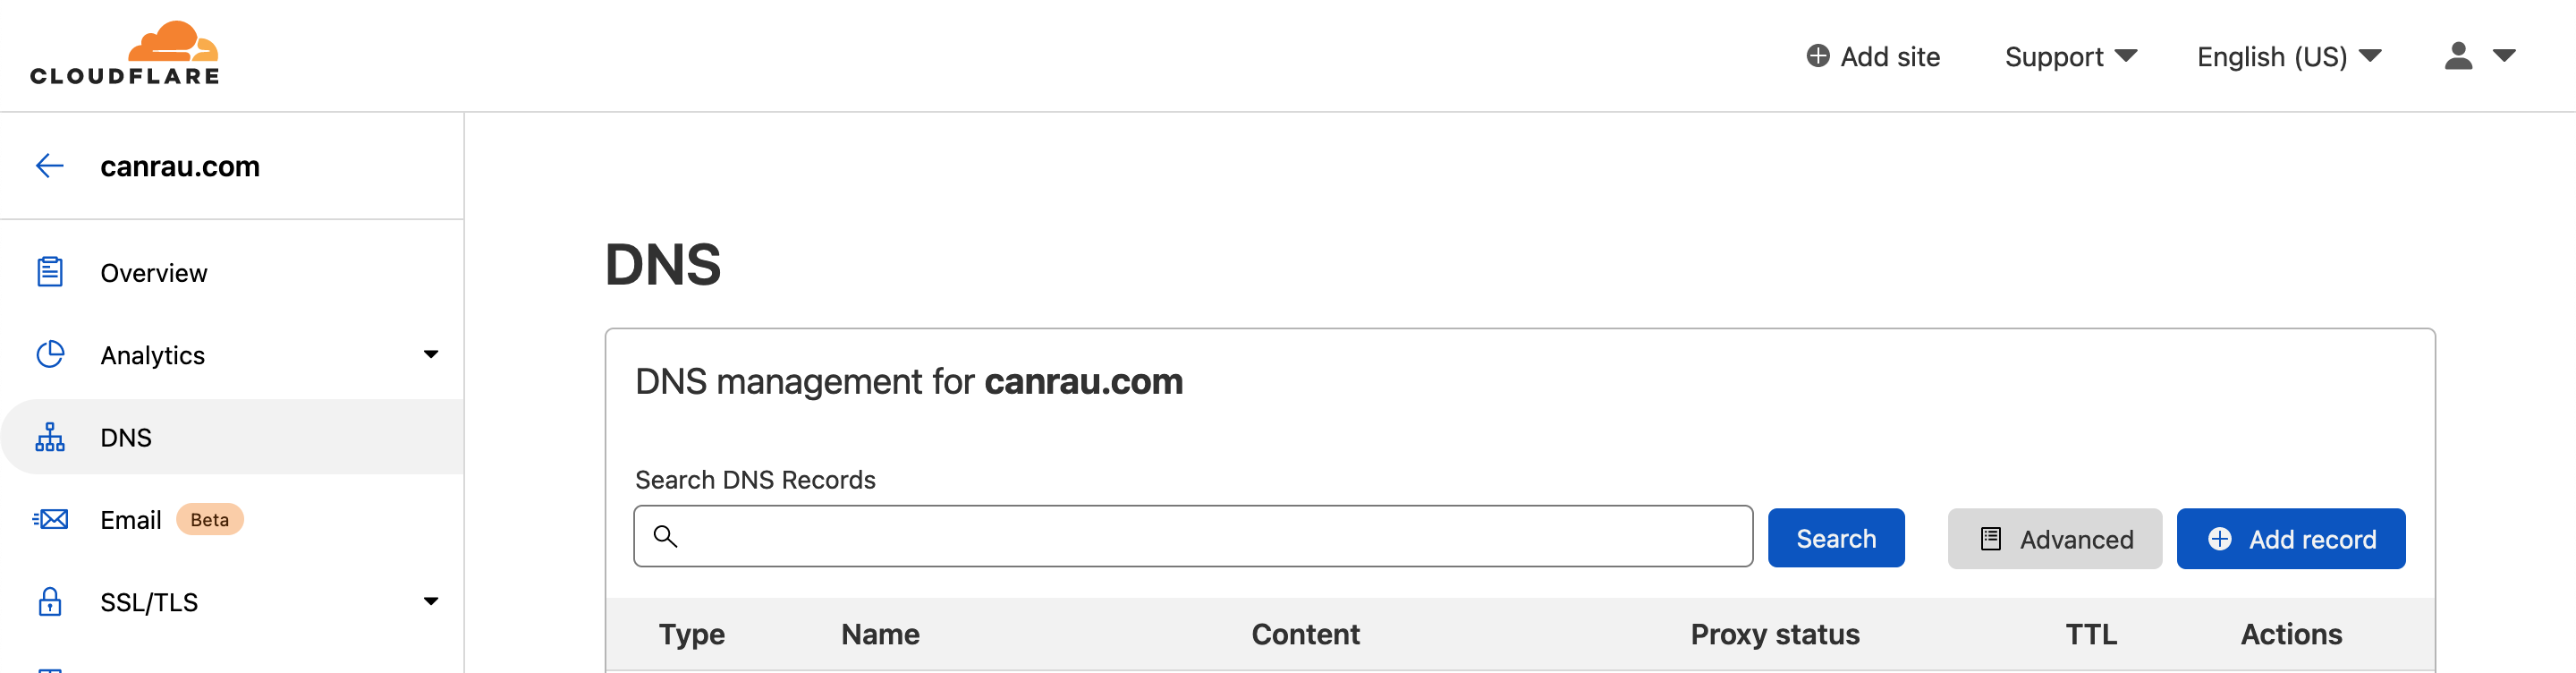 CLOUDFLARE
Add site
Support
English (US)
canrau.com
Overview
Analytics
DNS
Email Beta
SSL/TLS
DNS
DNS management for canrau.com
Search DNS Records
Search
Advanced
Add record
Type Name Content Proxy status TTL Actions